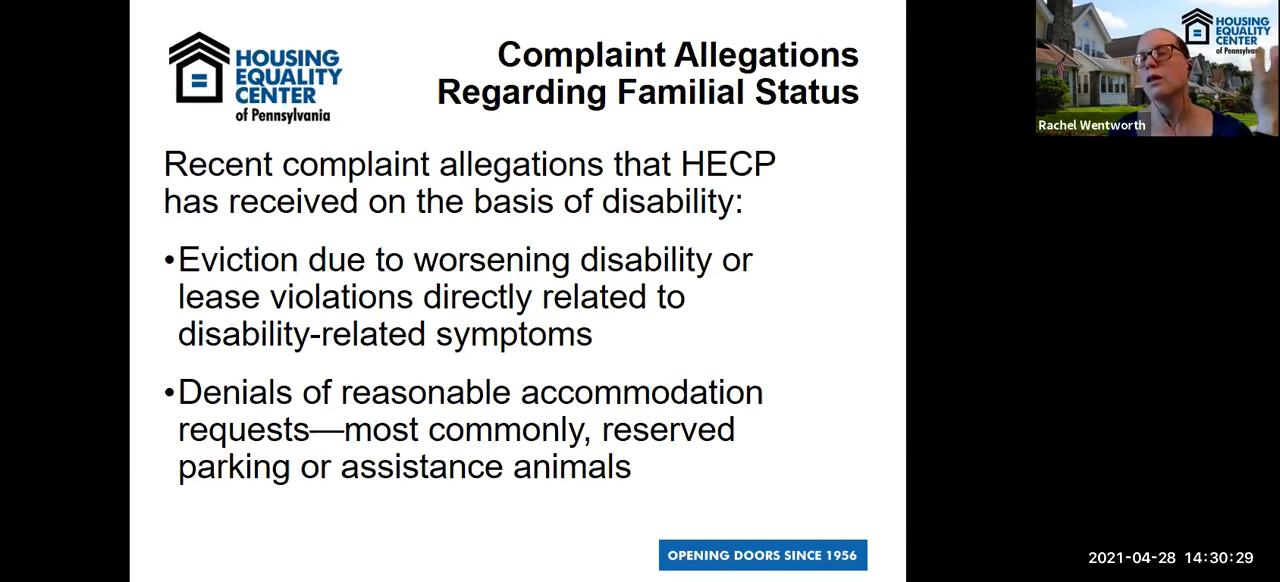 HOUSING
EQUALITY
CENTER
of Pennsylvania
Complaint Allegations
Regarding Familial Status
Recent complaint allegations that HECP
has received on the basis of disability:
•Eviction due to worsening disability or
lease violations directly related to
disability-related symptoms
•Denials of reasonable accommodation
requests—most commonly, reserved
parking or assistance animals
OPENING DOORS SINCE 1956
HOUSING
EQUALITY
CENTER
of Pennsylvania
Rachel Wentworth
2021-04-28 14:30:29